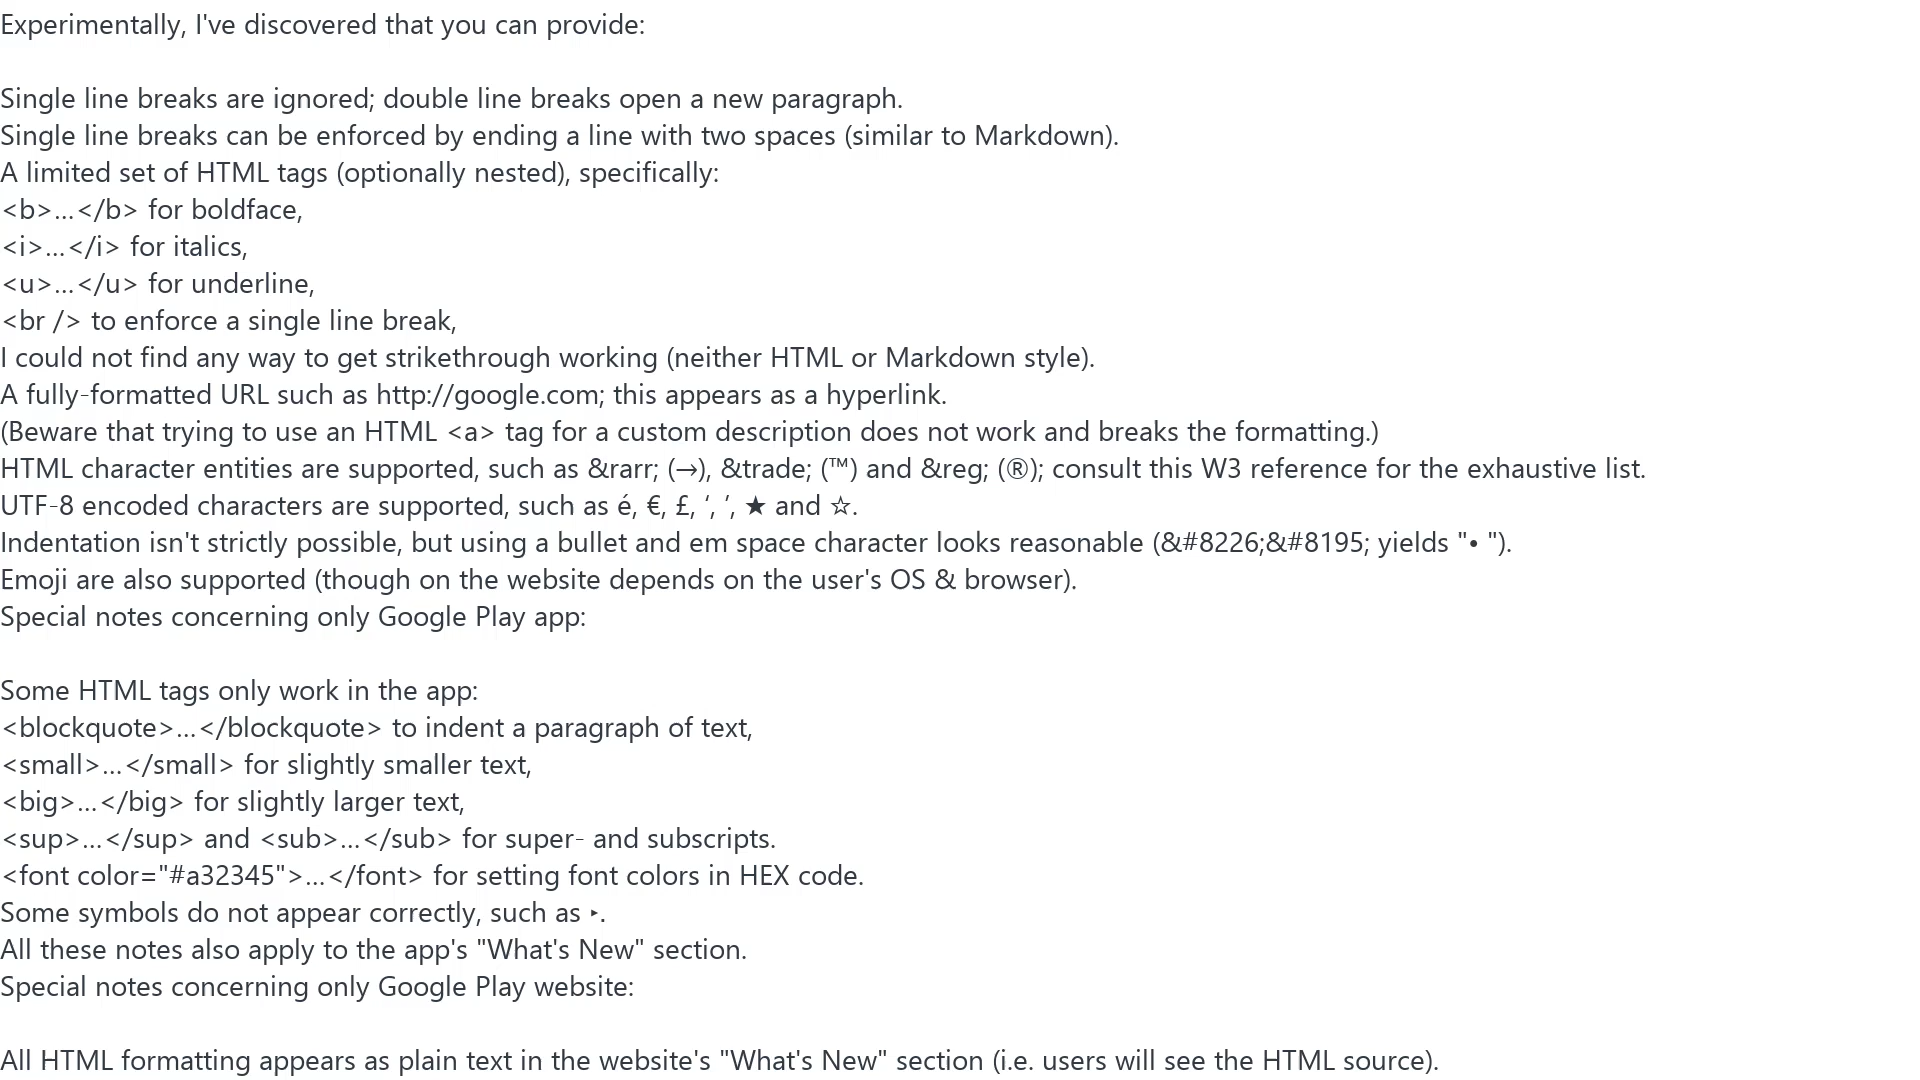 Experimentally, I've discovered that you can provide:
Single line breaks are ignored; double line breaks open a new paragraph.
Single line breaks can be enforced by ending a line with two spaces (similar to Markdown).
A limited set of HTML tags (optionally nested), specifically:
<b>…</b> for boldface,
<i>…</i> for italics,
<u>…</u> for underline,
<br /> to enforce a single line break,
I could not find any way to get strikethrough working (neither HTML or Markdown style).
A fully-formatted URL such as http://google.com; this appears as a hyperlink.
(Beware that trying to use an HTML <a> tag for a custom description does not work and breaks the formatting.)
HTML character entities are supported, such as &rarr; (→), &trade; (™) and &reg; (®); consult this W3 reference for the exhaustive list.
UTF-8 encoded characters are supported, such as é, €, £, ‘, ’, ★ and ☆.
Indentation isn't strictly possible, but using a bullet and em space character looks reasonable (&#8226;&#8195; yields "• ").
Emoji are also supported (though on the website depends on the user's OS & browser).
Special notes concerning only Google Play app:
Some HTML tags only work in the app:
<blockquote>…</blockquote> to indent a paragraph of text,
<small>…</small> for slightly smaller text,
<big>…</big> for slightly larger text,
<sup>…</sup> and <sub>…</sub> for super- and subscripts.
<font color="#a32345">…</font> for setting font colors in HEX code.
Some symbols do not appear correctly, such as ‣.
All these notes also apply to the app's "What's New" section.
Special notes concerning only Google Play website:
All HTML formatting appears as plain text in the website's "What's New" section (i.e. users will see the HTML source).